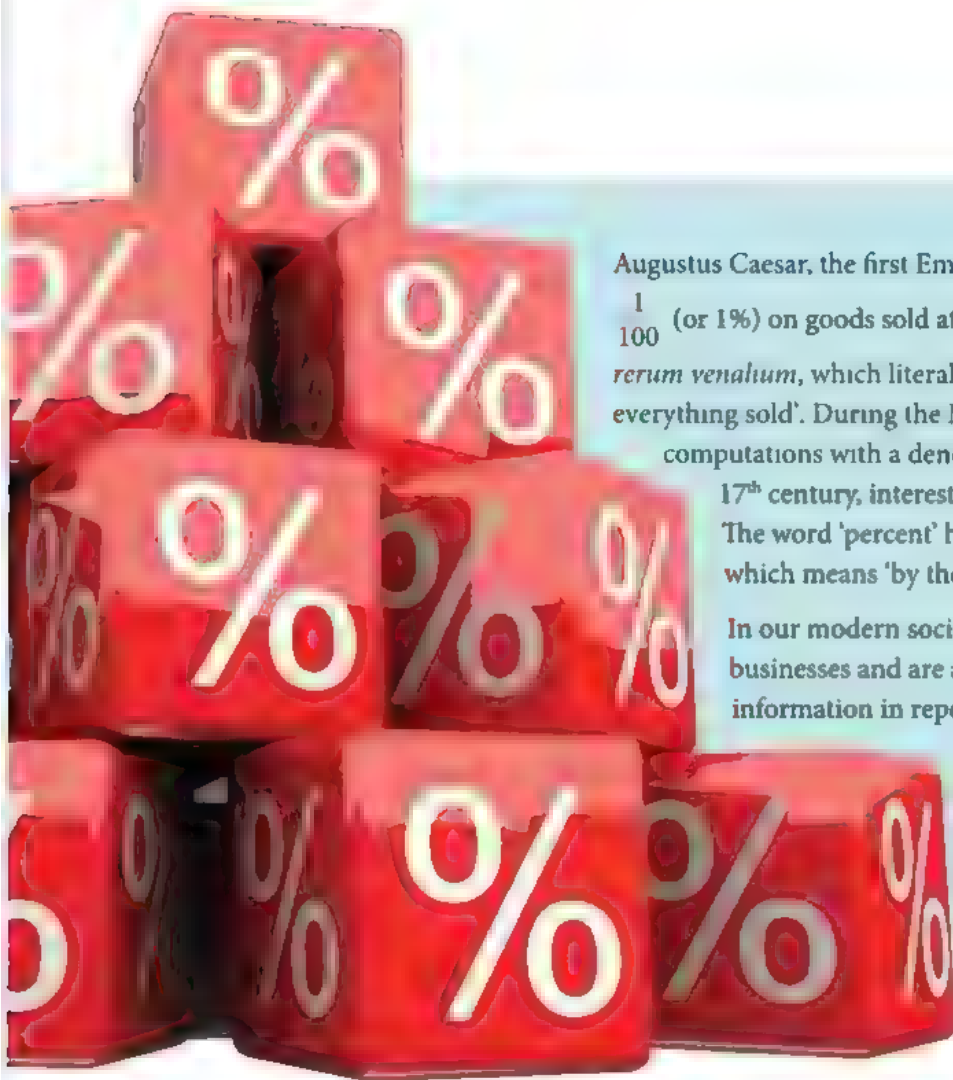 %
%
%
%
%
%
%
%
%
%
%
Augustus Caesar, the first Em
1
100 (or 1%) on goods sold at
rerum venalium, which literal
everything sold'. During the
computations with a den
17th century, interest
The word 'percent' h
which means 'by the
In our modern soci
businesses and are a
information in repo